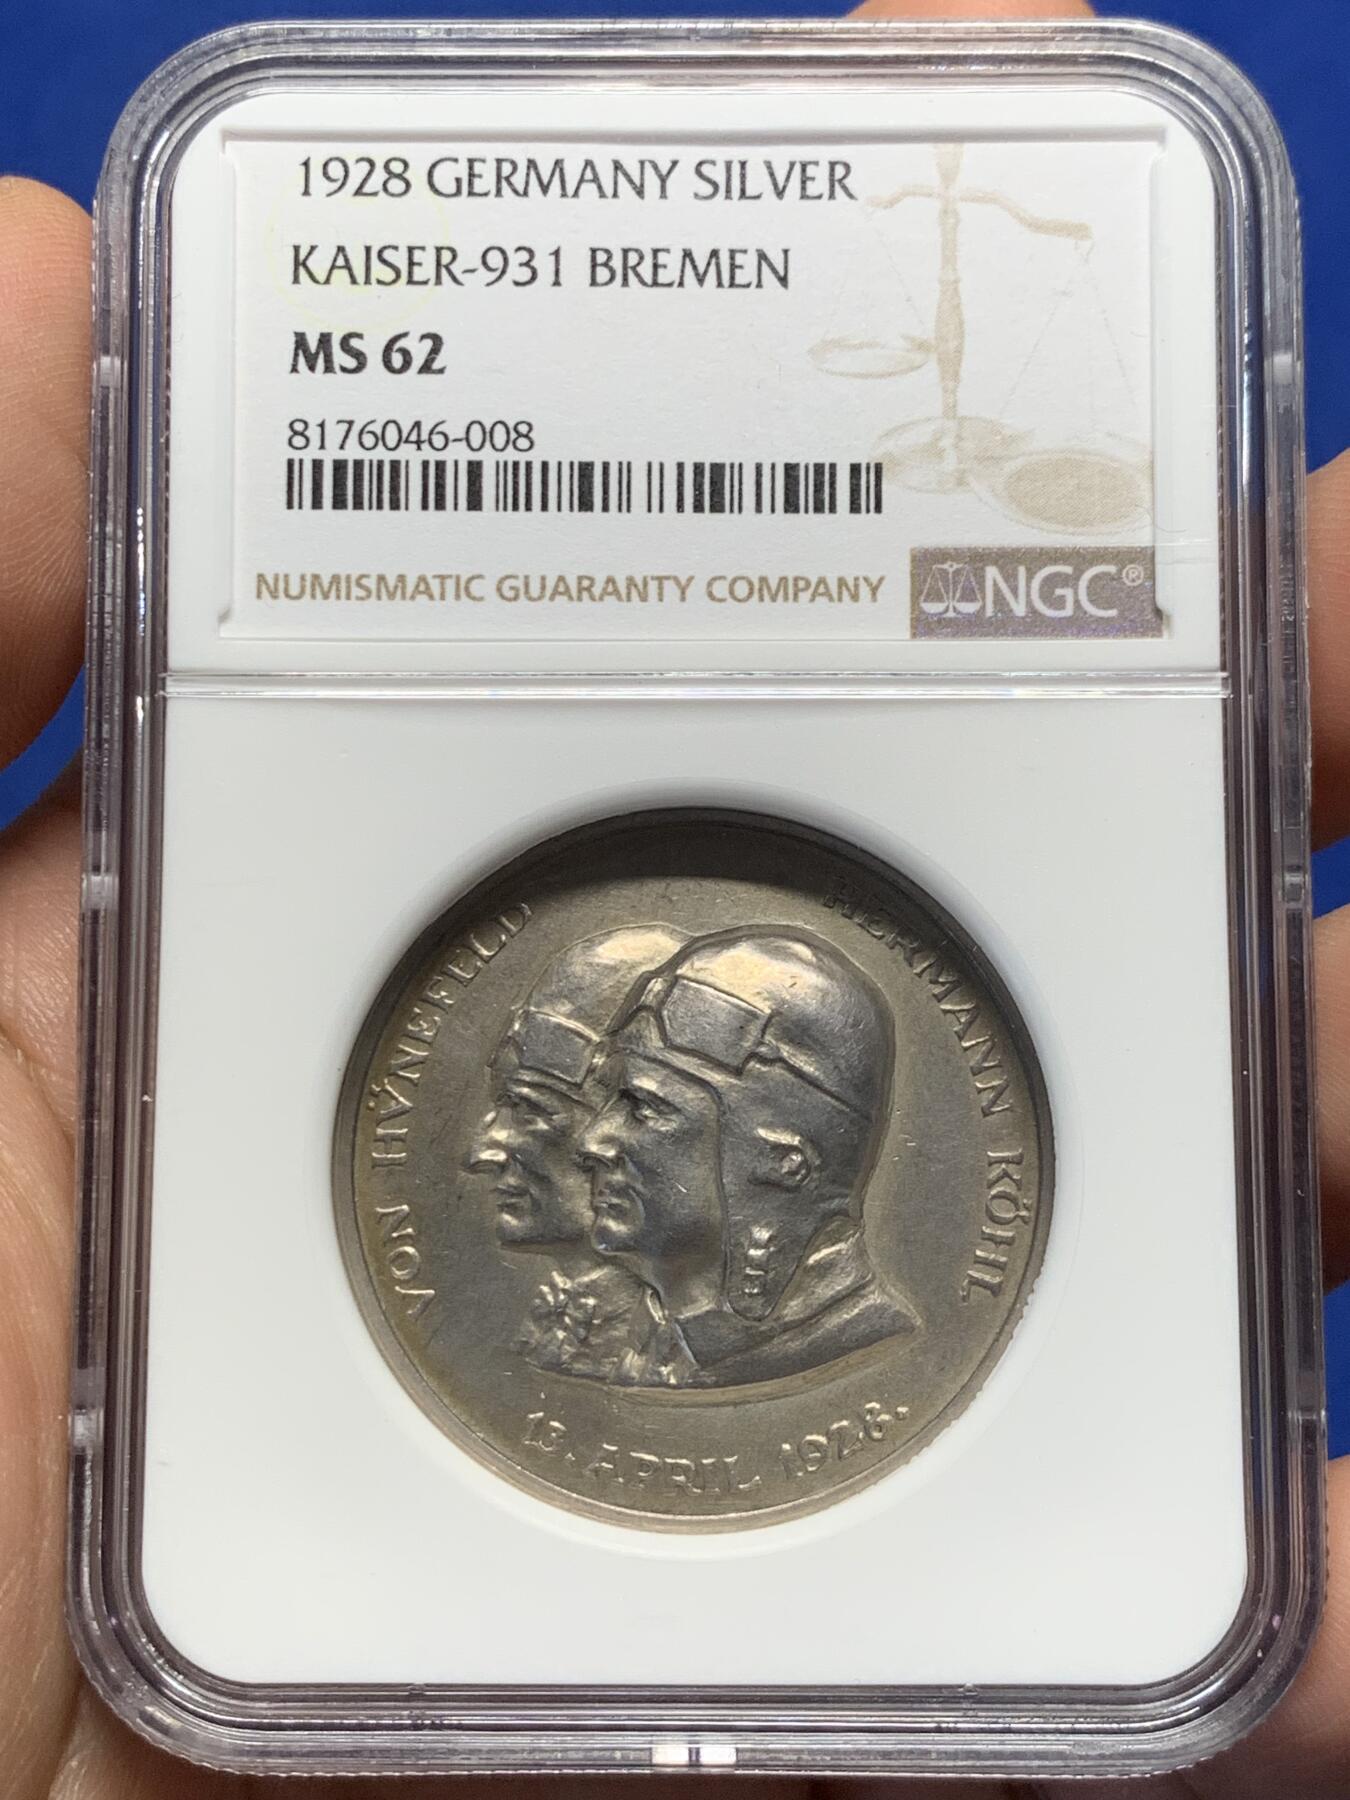 1928 GERMANY SILVER
KAISER-931 BREMEN
MS 62
8176046-008
NUMISMATIC GUARANTY COMPANY
NGC®
VON HÜNEFELD
HERMANN KÖHL
13. APRIL 1928.